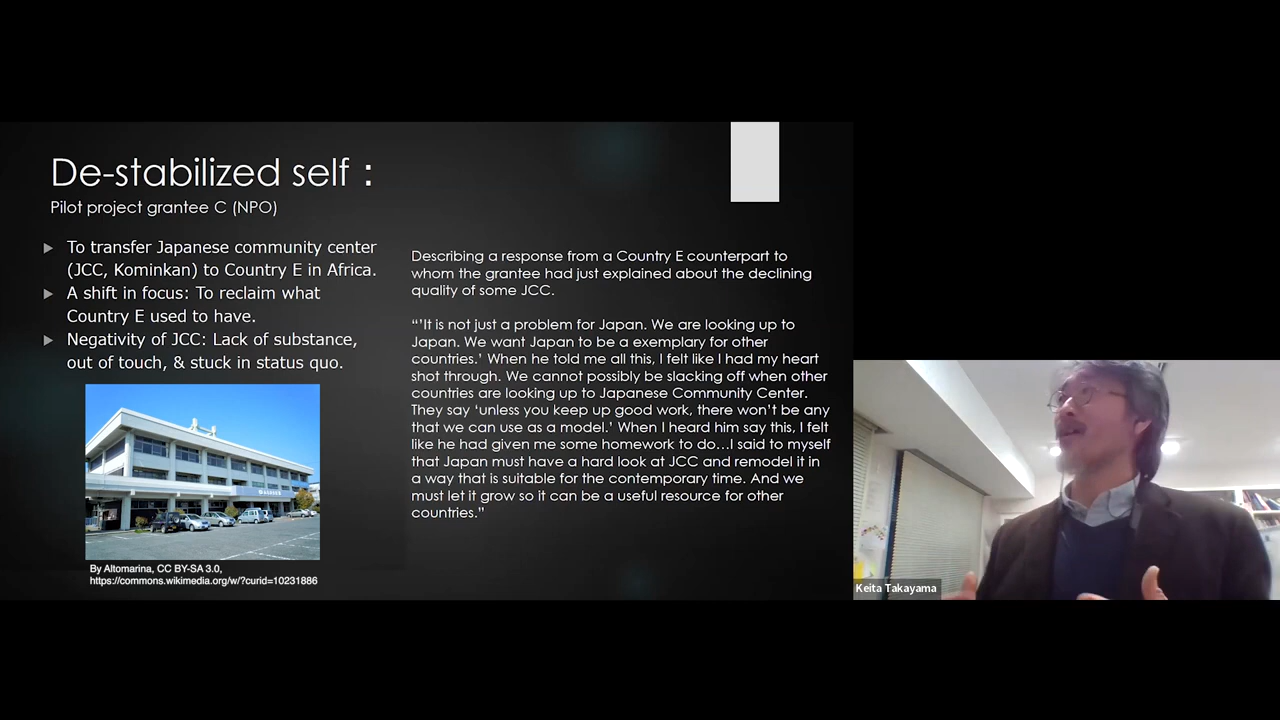 De-stabilized self :
Pilot project grantee C (NPO)
To transfer Japanese community center
(JCC, Kominkan) to Country E in Africa.
A shift in focus: To reclaim what
Country E used to have.
Negativity of JCC: Lack of substance,
out of touch, & stuck in status quo.
By Altomarina, CC BY-SA 3.0,
https://commons.wikimedia.org/w/?curid=10231886
Describing a response from a Country E counterpart to
whom the grantee had just explained about the declining
quality of some JCC.
“’It is not just a problem for Japan. We are looking up to
Japan. We want Japan to be a exemplary for other
countries.’ When he told me all this, I felt like I had my heart
shot through. We cannot possibly be slacking off when other
countries are looking up to Japanese Community Center.
They say ‘unless you keep up good work, there won’t be any
that we can use as a model.’ When I heard him say this, I felt
like he had given me some homework to do…I said to myself
that Japan must have a hard look at JCC and remodel it in
a way that is suitable for the contemporary time. And we
must let it grow so it can be a useful resource for other
countries.”
Keita Takayama